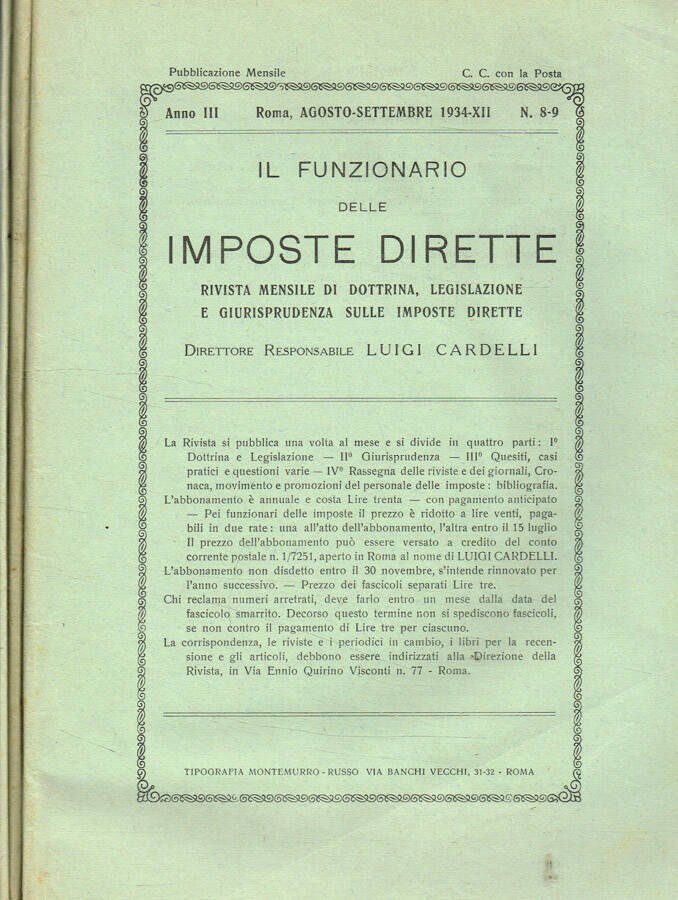 Pubblicazione Mensile C. C. con la Posta
Anno III Roma, AGOSTO-SETTEMBRE 1934-XII N. 8-9
IL FUNZIONARIO
DELLE
IMPOSTE DIRETTE
RIVISTA MENSILE DI DOTTRINA, LEGISLAZIONE
E GIURISPRUDENZA SULLE IMPOSTE DIRETTE
DIRETTORE RESPONSABILE LUIGI CARDELLI
La Rivista si pubblica una volta al mese e si divide in quattro parti: Iº
Dottrina e Legislazione — IIº Giurisprudenza — IIIº Quesiti, casi
pratici e questioni varie — IVº Rassegna delle riviste e dei giornali, Cro-
naca, movimento e promozioni del personale delle imposte: bibliografia.
L'abbonamento è annuale e costa Lire trenta — con pagamento anticipato
— Pei funzionari delle imposte il prezzo è ridotto a lire venti, paga-
bili in due rate: una all'atto dell'abbonamento, l'altra entro il 15 luglio
Il prezzo dell'abbonamento può essere versato a credito del conto
corrente postale n. 1/7251, aperto in Roma al nome di LUIGI CARDELLI.
L'abbonamento non disdetto entro il 30 novembre, s'intende rinnovato per
l'anno successivo. — Prezzo dei fascicoli separati Lire tre.
Chi reclama numeri arretrati, deve farlo entro un mese dalla data del
fascicolo smarrito. Decorso questo termine non si spediscono fascicoli,
se non contro il pagamento di Lire tre per ciascuno.
La corrispondenza, le riviste e i periodici in cambio, i libri per la recen-
sione e gli articoli, debbono essere indirizzati alla Direzione della
Rivista, in Via Ennio Quirino Visconti n. 77 - Roma.
TIPOGRAFIA MONTEMURRO - RUSSO VIA BANCHI VECCHI, 31-32 - ROMA